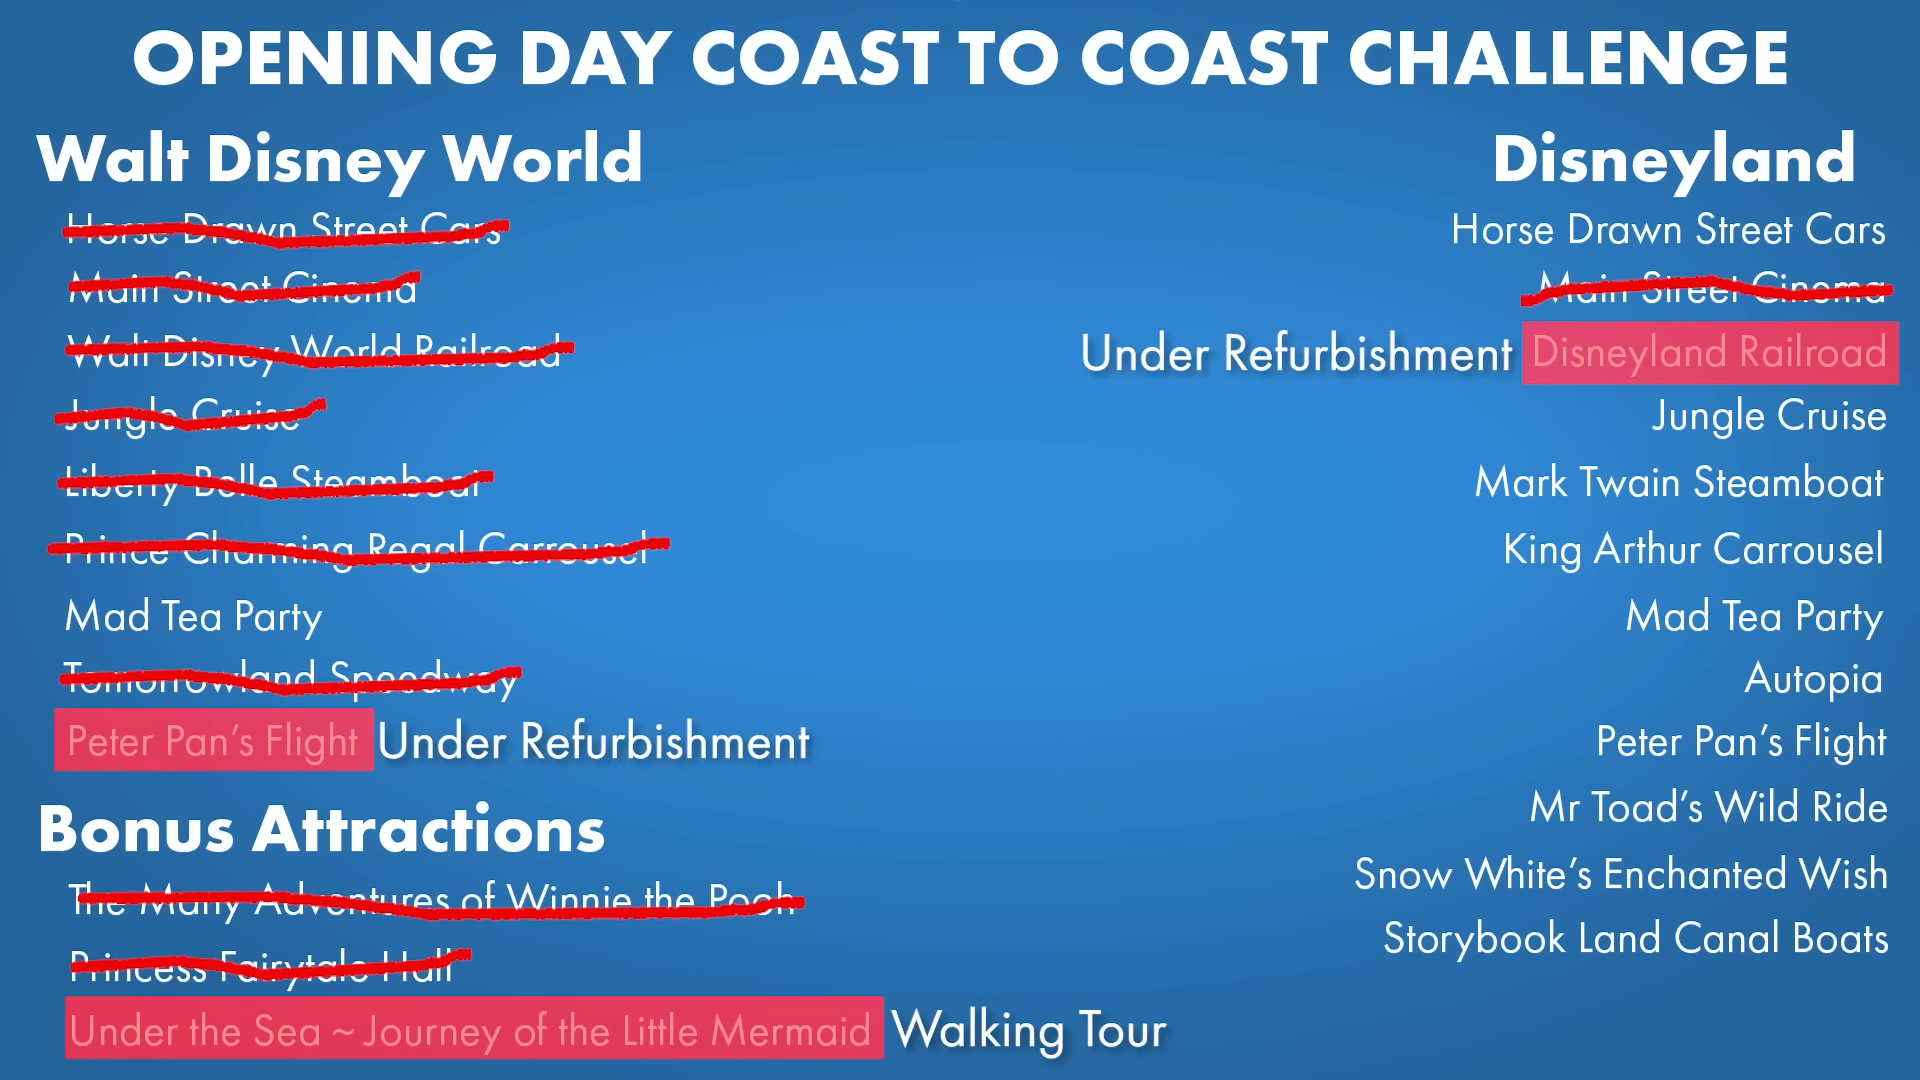 OPENING DAY COAST TO COAST CHALLENGE
Walt Disney World
Horse Drawn Street Cars
Main Street Cinema
Walt Disney World Railroad
Jungle Cruise
Liberty Belle Steamboat
Prince Charming Regal Carrousel
Mad Tea Party
Tomorrowland Speedway
Peter Pan's Flight Under Refurbishment
Bonus Attractions
The Many Adventures of Winnie the Pooh
Princess Fairytale Hall
Under the Sea ~ Journey of the Little Mermaid Walking Tour
Disneyland
Horse Drawn Street Cars
Main Street Cinema
Under Refurbishment Disneyland Railroad
Jungle Cruise
Mark Twain Steamboat
King Arthur Carrousel
Mad Tea Party
Autopia
Peter Pan's Flight
Mr Toad's Wild Ride
Snow White's Enchanted Wish
Storybook Land Canal Boats